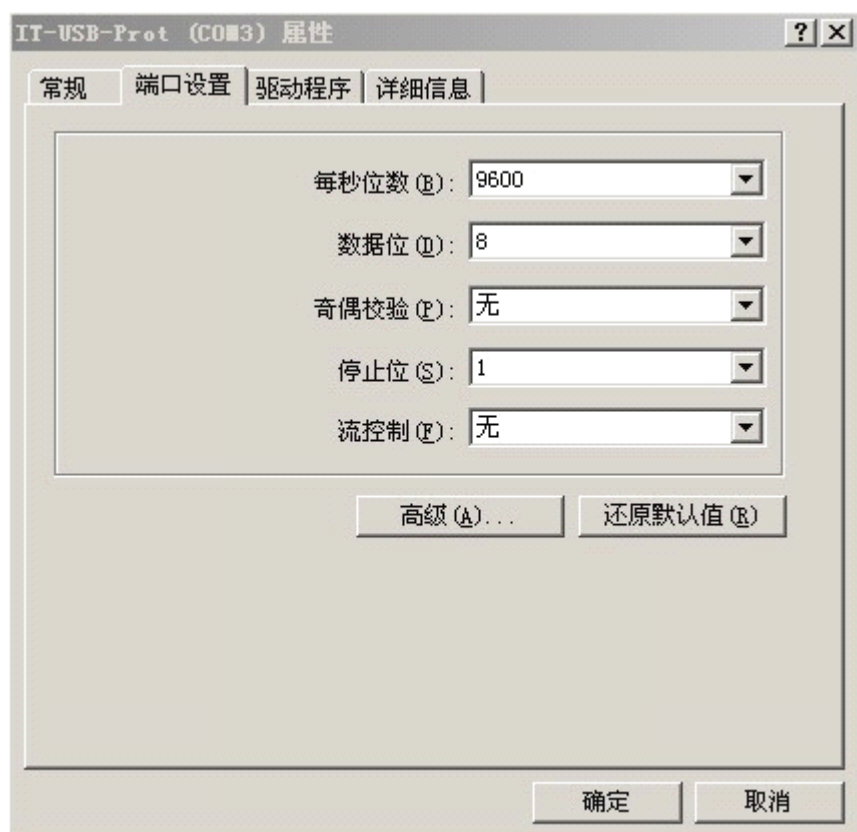 IT-USB-Prot (COM3) 属性
常规 端口设置 驱动程序 详细信息
每秒位数(B): 9600
数据位(D): 8
奇偶校验(P): 无
停止位(S): 1
流控制(F): 无
高级(A)... 还原默认值(R)
确定 取消